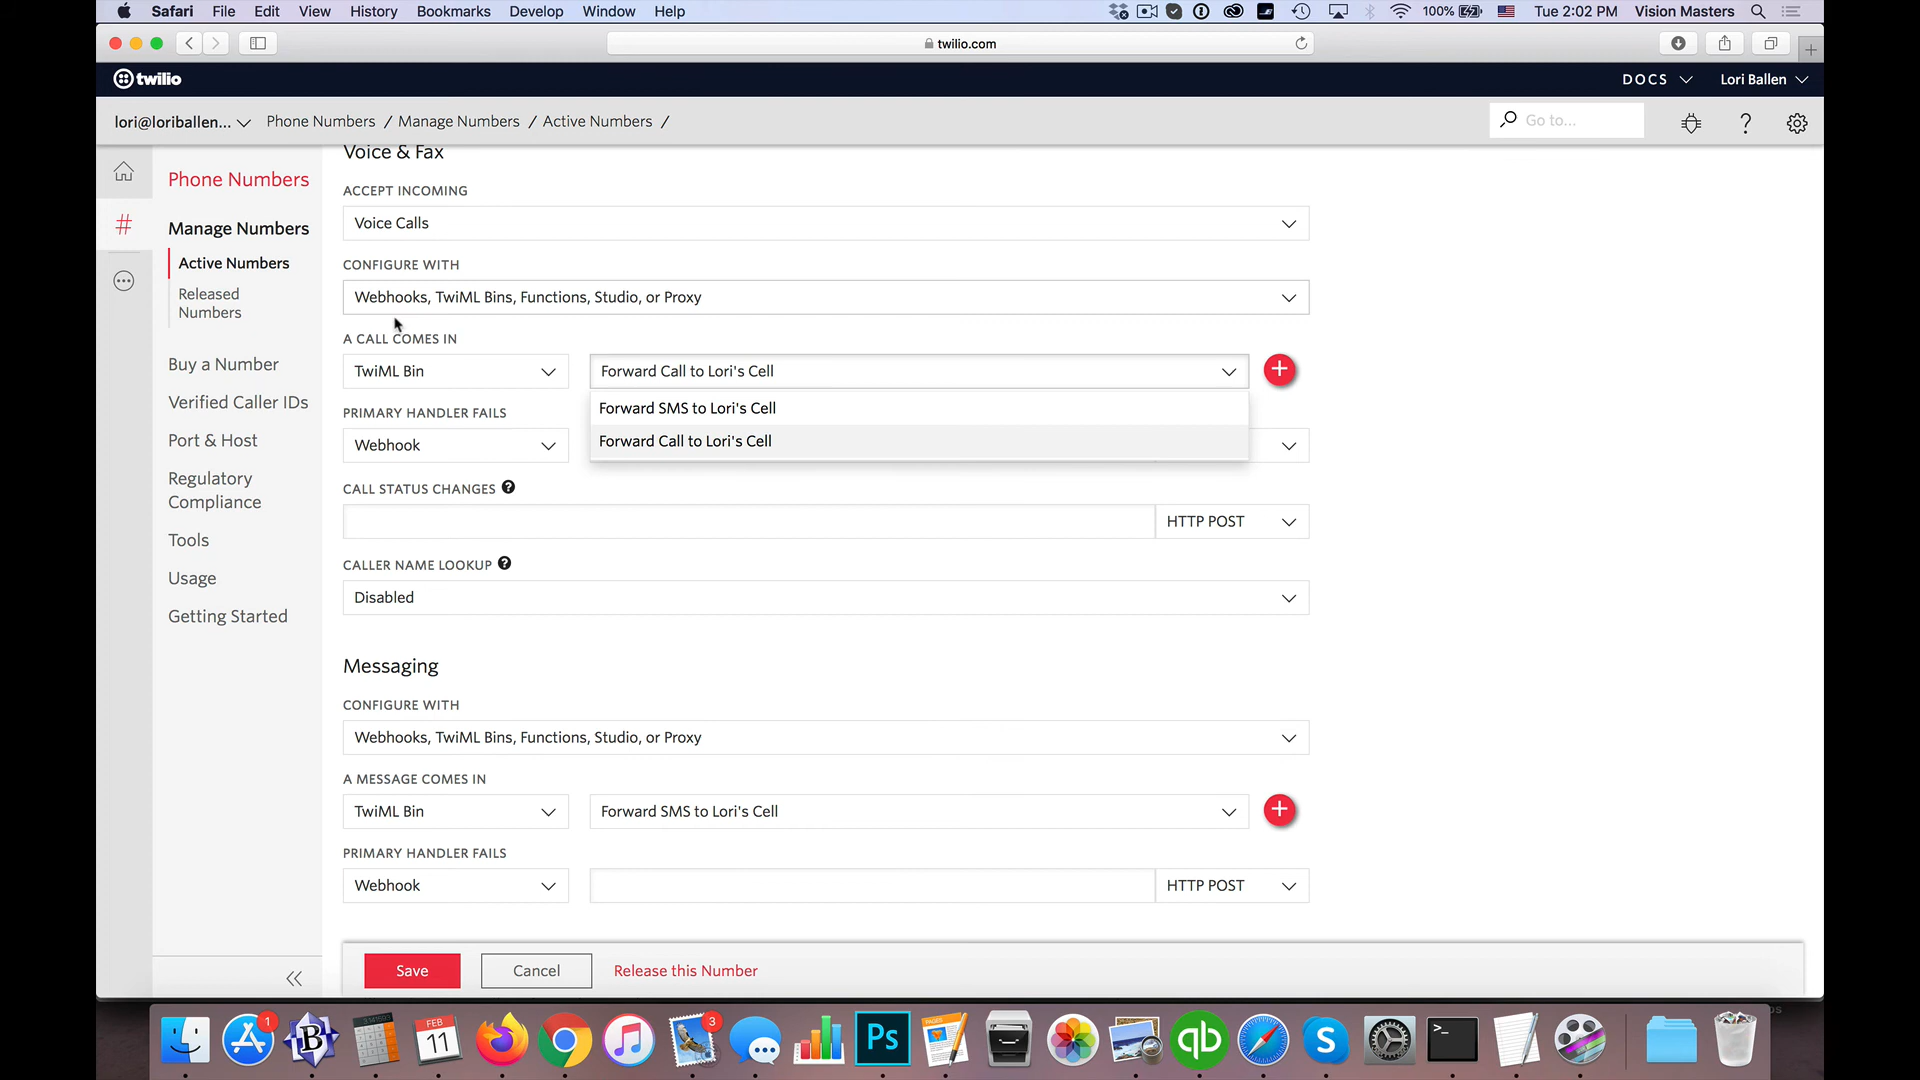 Safari File Edit View History Bookmarks Develop Window Help 100% Tue 2:02 PM Vision Masters
twilio.com
twilio DOCS Lori Ballen
lori@loriballen... Phone Numbers / Manage Numbers / Active Numbers / Go to... ?
Voice & Fax
Phone Numbers
Manage Numbers
Active Numbers
Released
Numbers
Buy a Number
Verified Caller IDs
Port & Host
Regulatory
Compliance
Tools
Usage
Getting Started
ACCEPT INCOMING
Voice Calls
CONFIGURE WITH
Webhooks, TwiML Bins, Functions, Studio, or Proxy
A CALL COMES IN
TwiML Bin Forward Call to Lori's Cell +
Forward SMS to Lori's Cell
Forward Call to Lori's Cell
PRIMARY HANDLER FAILS
Webhook
CALL STATUS CHANGES ?
HTTP POST
CALLER NAME LOOKUP ?
Disabled
Messaging
CONFIGURE WITH
Webhooks, TwiML Bins, Functions, Studio, or Proxy
A MESSAGE COMES IN
TwiML Bin Forward SMS to Lori's Cell +
PRIMARY HANDLER FAILS
Webhook HTTP POST
Save Cancel Release this Number
1 B FEB 11 3 Ps PAGES qb S >_